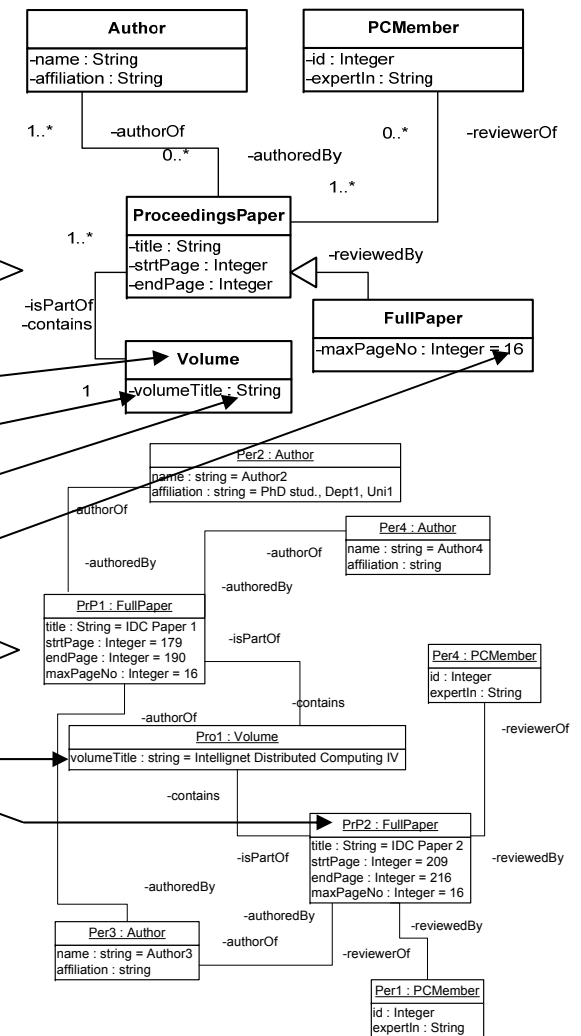 Author
-name : String
-affiliation : String
PCMember
-id : Integer
-expertIn : String
1..*
-authorOf
0..*
-authoredBy
0..*
-reviewerOf
1..*
ProceedingsPaper
-title : String
-strtPage : Integer
-endPage : Integer
1..*
-reviewedBy
-isPartOf
-contains
FullPaper
-maxPageNo : Integer = 16
Volume
-volumeTitle : String
1
Per2 : Author
name : string = Author2
affiliation : string = PhD stud., Dept1, Uni1
-authorOf
-authoredBy
Per4 : Author
name : string = Author4
affiliation : string
-authorOf
-authoredBy
PrP1 : FullPaper
title : String = IDC Paper 1
strtPage : Integer = 179
endPage : Integer = 190
maxPageNo : Integer = 16
-isPartOf
Per4 : PCMember
id : Integer
expertIn : String
-contains
-authorOf
-reviewerOf
Pro1 : Volume
volumeTitle : string = Intellignet Distributed Computing IV
-contains
PrP2 : FullPaper
title : String = IDC Paper 2
strtPage : Integer = 209
endPage : Integer = 216
maxPageNo : Integer = 16
-isPartOf
-reviewedBy
-authoredBy
-authoredBy
-reviewedBy
Per3 : Author
name : string = Author3
affiliation : string
-authorOf
-reviewerOf
Per1 : PCMember
id : Integer
expertIn : String